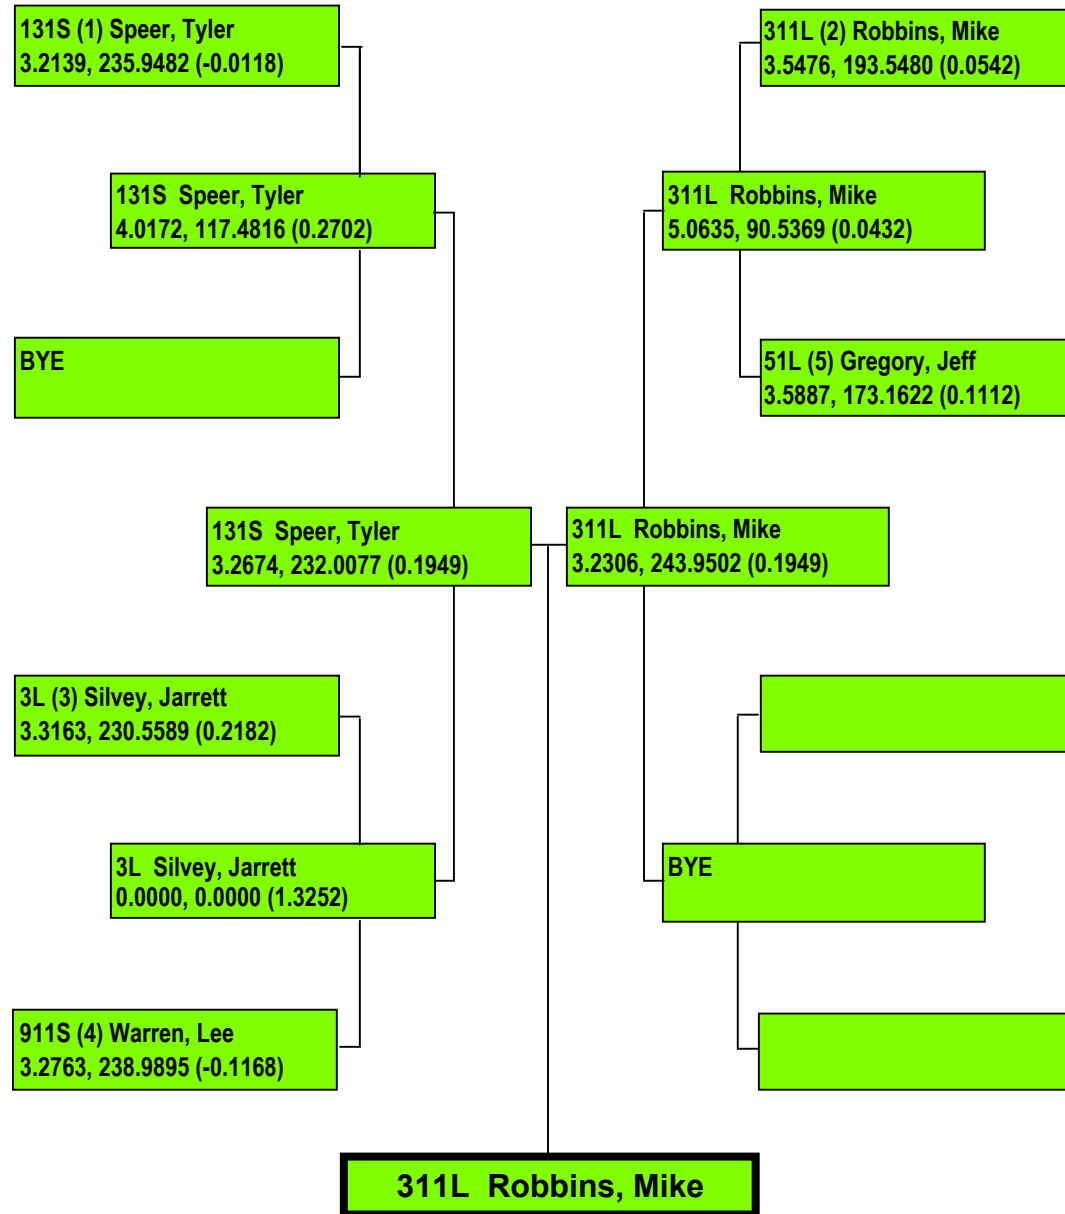 131S (1) Speer, Tyler
3.2139, 235.9482 (-0.0118)
311L (2) Robbins, Mike
3.5476, 193.5480 (0.0542)
131S  Speer, Tyler
4.0172, 117.4816 (0.2702)
311L  Robbins, Mike
5.0635, 90.5369 (0.0432)
BYE
51L (5) Gregory, Jeff
3.5887, 173.1622 (0.1112)
131S  Speer, Tyler
3.2674, 232.0077 (0.1949)
311L  Robbins, Mike
3.2306, 243.9502 (0.1949)
3L (3) Silvey, Jarrett
3.3163, 230.5589 (0.2182)
3L  Silvey, Jarrett
0.0000, 0.0000 (1.3252)
BYE
911S (4) Warren, Lee
3.2763, 238.9895 (-0.1168)
311L  Robbins, Mike